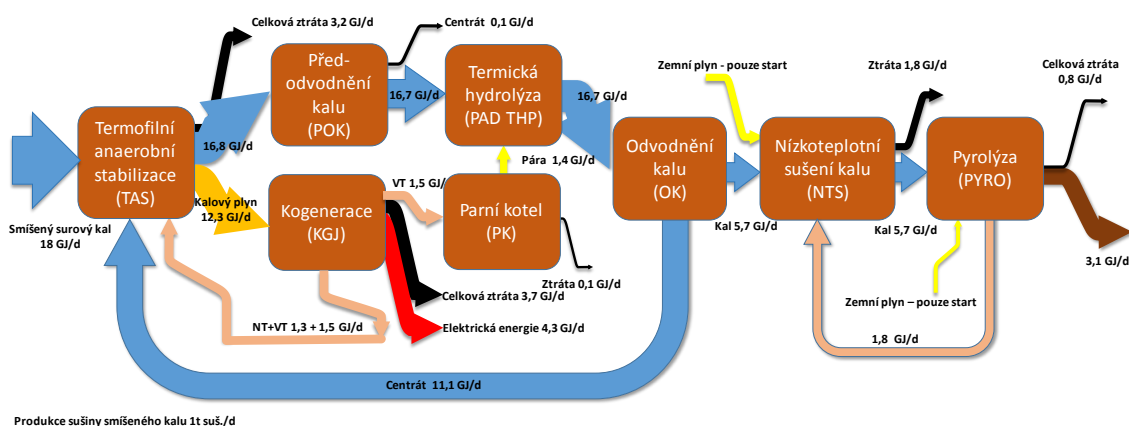 Celková ztráta 3,2 GJ/d
Centrát 0,1 GJ/d
Před-
odvodnění
kalu
(POK)
16,7 GJ/d
Termická
hydrolýza
(PAD THP)
16,7 GJ/d
Zemní plyn - pouze start
Ztráta 1,8 GJ/d
Celková ztráta
0,8 GJ/d
Termofilní
anaerobní
stabilizace
(TAS)
16,8 GJ/d
Pára 1,4 GJ/d
Odvodnění
kalu
(OK)
Nízkoteplotní
sušení kalu
(NTS)
Pyrolýza
(PYRO)
Kalový plyn
12,3 GJ/d
Kogenerace
(KGJ)
VT 1,5 GJ/d
Parní kotel
(PK)
Smíšený surový kal
18 GJ/d
Kal 5,7 GJ/d
Kal 5,7 GJ/d
3,1 GJ/d
Ztráta 0,1 GJ/d
Celková ztráta 3,7 GJ/d
Zemní plyn – pouze start
NT+VT 1,3 + 1,5 GJ/d
Elektrická energie 4,3 GJ/d
1,8 GJ/d
Centrát 11,1 GJ/d
Produkce sušiny smíšeného kalu 1t suš./d